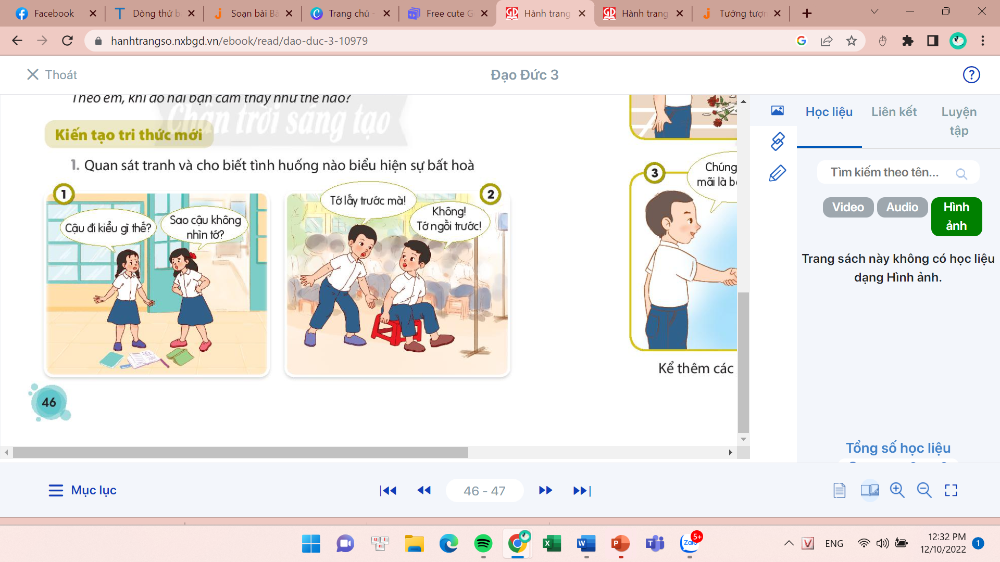 Facebook
Dòng thứ b
Soạn bài Bà
Trang chủ -
Free cute G
Hành trang
Hành trang
Tưởng tượn
hanhtrangso.nxbgd.vn/ebook/read/dao-duc-3-10979
Thoát
Đạo Đức 3
?
Theo em, khi đó hai bạn cảm thấy như thế nào?
Chân trời sáng tạo
Kiến tạo tri thức mới
1. Quan sát tranh và cho biết tình huống nào biểu hiện sự bất hoà
1
Cậu đi kiểu gì thế?
Sao cậu không
nhìn tớ?
2
Tớ lấy trước mà!
Không!
Tớ ngồi trước!
3
Chúng
mãi là b
Kể thêm các
46
Học liệu
Liên kết
Luyện
tập
Tìm kiếm theo tên...
Video
Audio
Hình
ảnh
Trang sách này không có học liệu
dạng Hình ảnh.
Tổng số học liệu
Mục lục
46 - 47
5+
Zalo
ENG
12:32 PM
12/10/2022
1